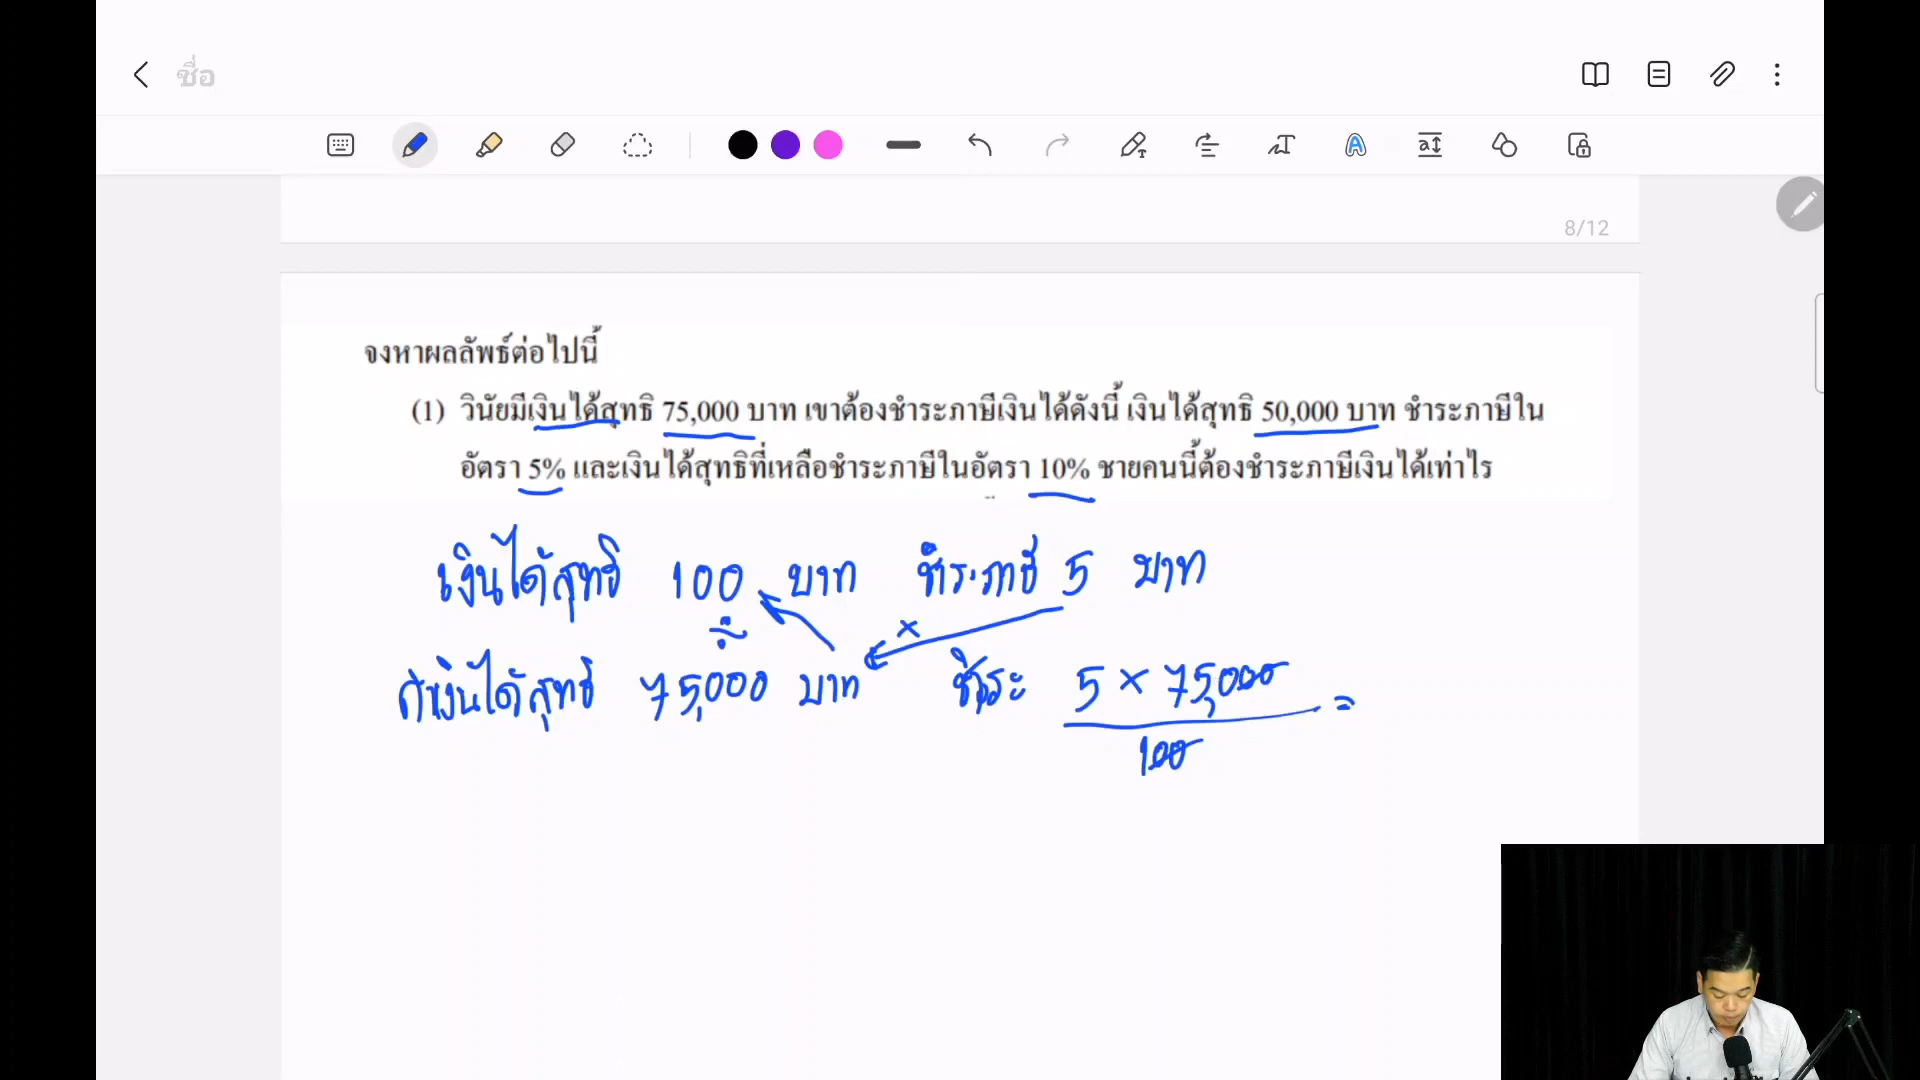 ชื่อ
8/12
จงหาผลลัพธ์ต่อไปนี้
(1) วินัยมีเงินได้สุทธิ 75,000 บาท เขาต้องชำระภาษีเงินได้ดังนี้ เงินได้สุทธิ 50,000 บาท ชำระภาษีใน
อัตรา 5% และเงินได้สุทธิที่เหลือชำระภาษีในอัตรา 10% ชายคนนี้ต้องชำระภาษีเงินได้เท่าไร
เงินได้สุทธิ 100 บาท ชำระภาษี 5 บาท
÷ ×
ถ้าเงินได้สุทธิ 75,000 บาท ชำระ 5 × 75,000 =
100